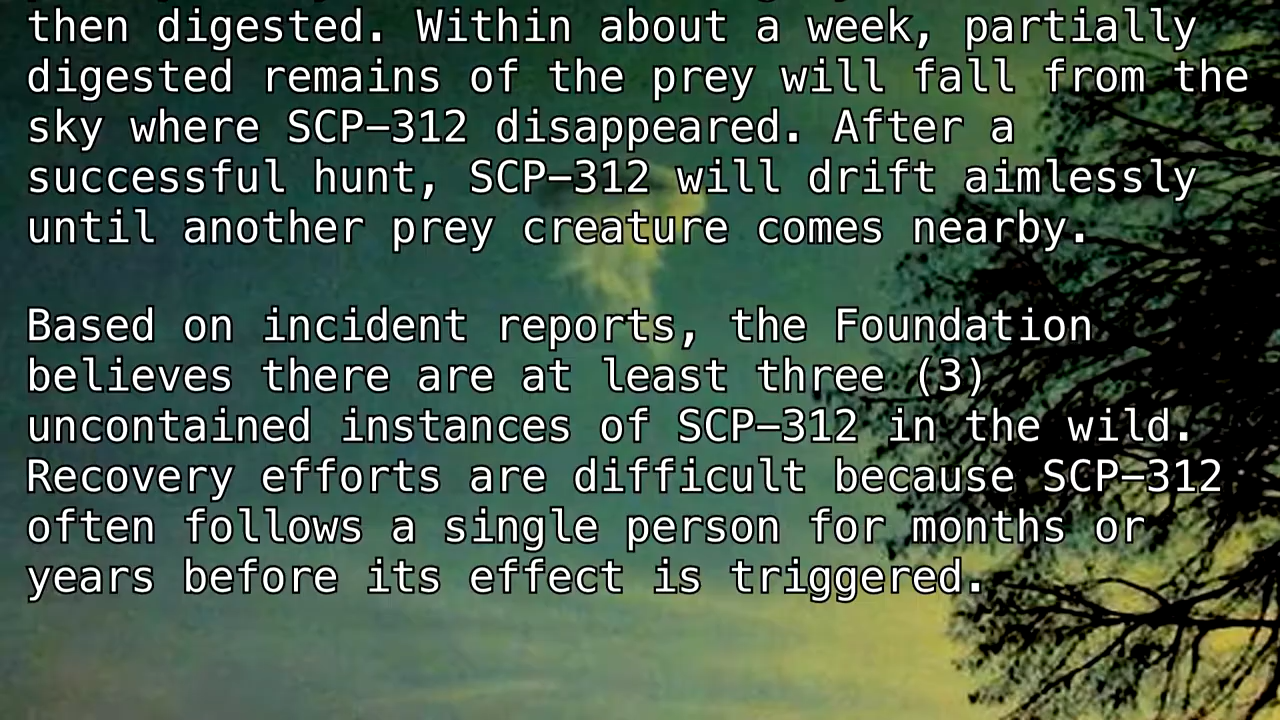 then digested. Within about a week, partially
digested remains of the prey will fall from the
sky where SCP-312 disappeared. After a
successful hunt, SCP-312 will drift aimlessly
until another prey creature comes nearby.
Based on incident reports, the Foundation
believes there are at least three (3)
uncontained instances of SCP-312 in the wild.
Recovery efforts are difficult because SCP-312
often follows a single person for months or
years before its effect is triggered.